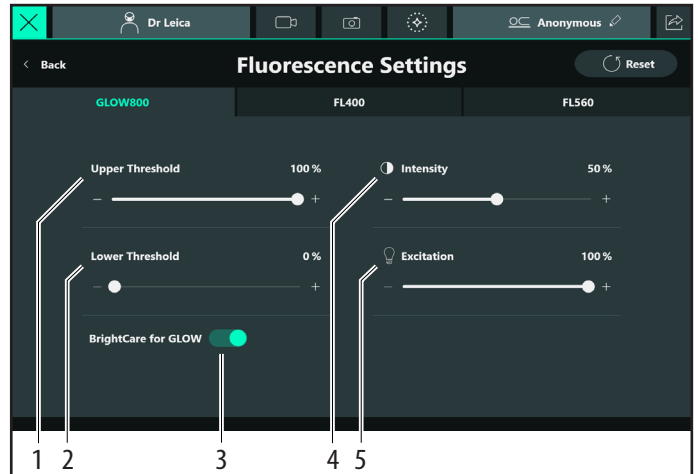 Dr Leica Anonymous
< Back Fluorescence Settings Reset
GLOW800 FL400 FL560
Upper Threshold 100 % Intensity 50 %
− + − +
Lower Threshold 0 % Excitation 100 %
− + − +
BrightCare for GLOW
1 2 3 4 5